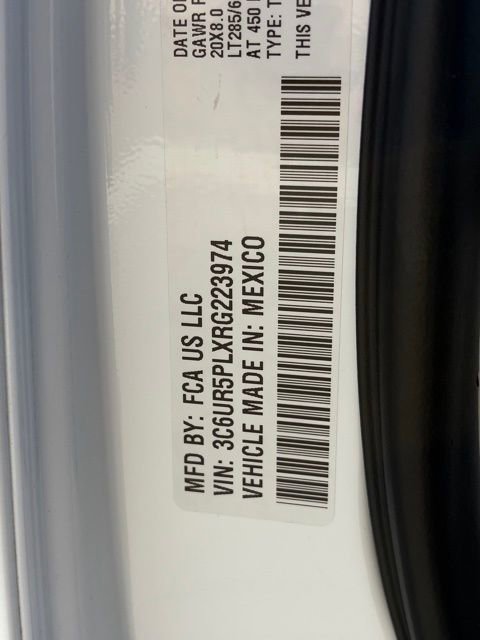 DATE O
GAWR
20X8.0
LT285/6
AT 450
TYPE: T
THIS VE
MFD BY: FCA US LLC
VIN: 3C6UR5PLXRG223974
VEHICLE MADE IN: MEXICO